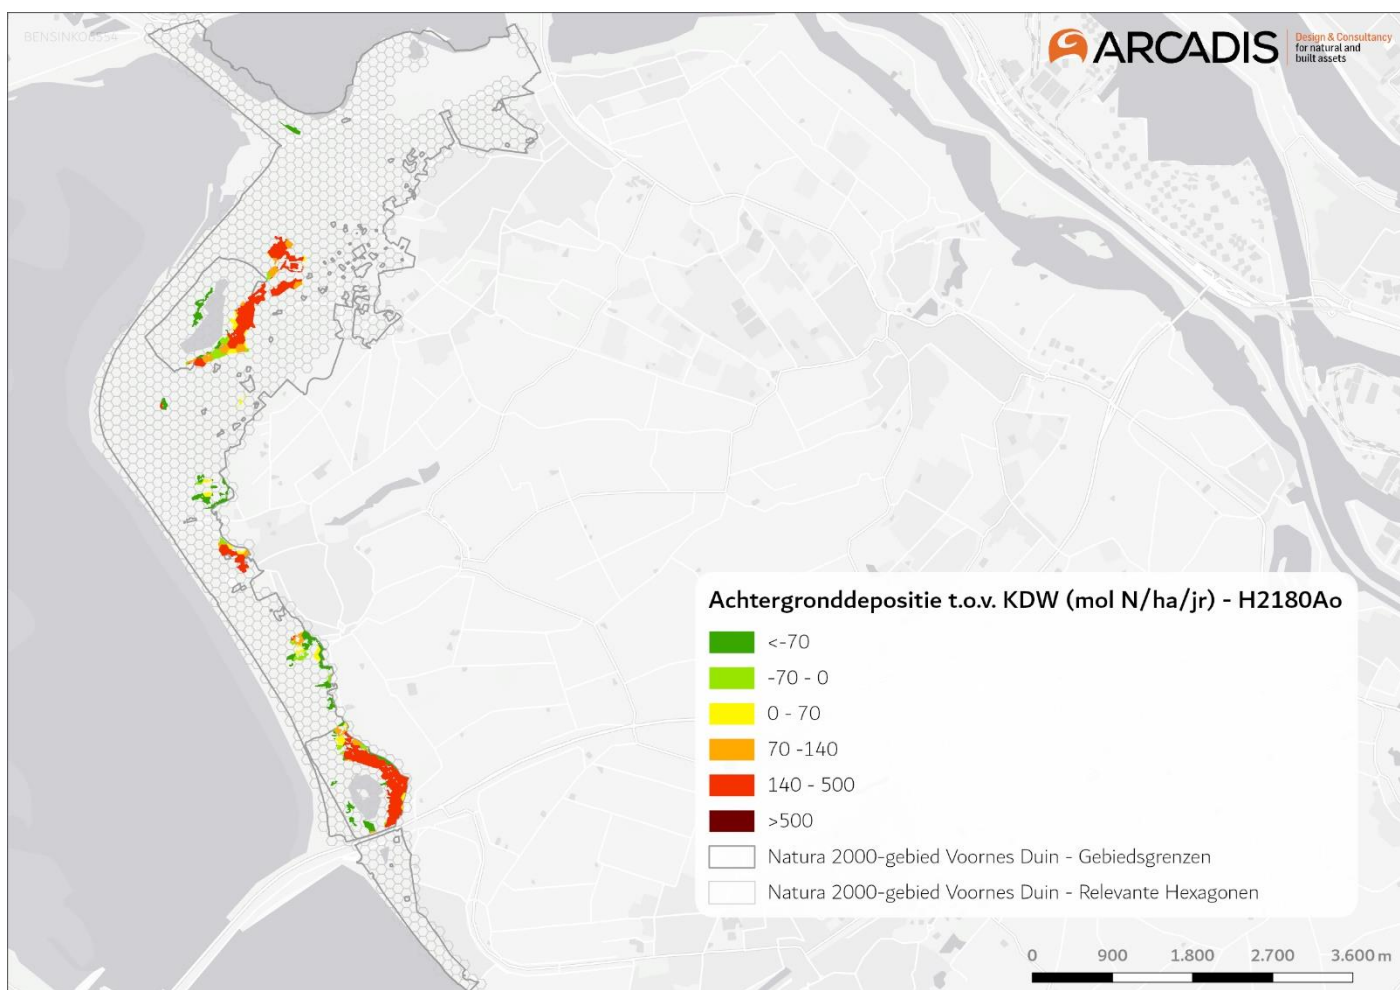 BENSINKO8554
ARCADIS
Design & Consultancy
for natural and
built assets
Achtergronddepositie t.o.v. KDW (mol N/ha/jr) - H2180Ao
<-70
-70 - 0
0 - 70
70 -140
140 - 500
>500
Natura 2000-gebied Voornes Duin - Gebiedsgrenzen
Natura 2000-gebied Voornes Duin - Relevante Hexagonen
0 900 1.800 2.700 3.600 m